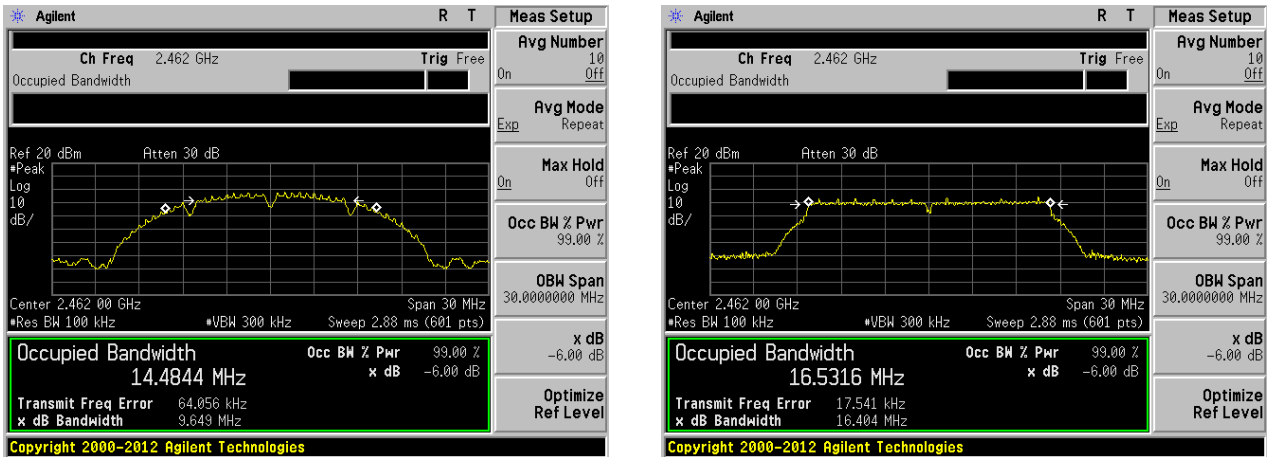 Agilent R T Meas Setup
Avg Number
10
On Off
Ch Freq 2.462 GHz Trig Free
Occupied Bandwidth
Avg Mode
Exp Repeat
Ref 20 dBm Atten 30 dB
#Peak
Log
10
dB/
Max Hold
On Off
Occ BW % Pwr
99.00 %
OBW Span
30.0000000 MHz
Center 2.462 00 GHz Span 30 MHz
#Res BW 100 kHz #VBW 300 kHz Sweep 2.88 ms (601 pts)
x dB
-6.00 dB
Occupied Bandwidth Occ BW % Pwr 99.00 %
14.4844 MHz x dB -6.00 dB
Transmit Freq Error 64.056 kHz
x dB Bandwidth 9.649 MHz
Optimize
Ref Level
Copyright 2000-2012 Agilent Technologies
Agilent R T Meas Setup
Avg Number
10
On Off
Ch Freq 2.462 GHz Trig Free
Occupied Bandwidth
Avg Mode
Exp Repeat
Ref 20 dBm Atten 30 dB
#Peak
Log
10
dB/
Max Hold
On Off
Occ BW % Pwr
99.00 %
OBW Span
30.0000000 MHz
Center 2.462 00 GHz Span 30 MHz
#Res BW 100 kHz #VBW 300 kHz Sweep 2.88 ms (601 pts)
x dB
-6.00 dB
Occupied Bandwidth Occ BW % Pwr 99.00 %
16.5316 MHz x dB -6.00 dB
Transmit Freq Error 17.541 kHz
x dB Bandwidth 16.404 MHz
Optimize
Ref Level
Copyright 2000-2012 Agilent Technologies